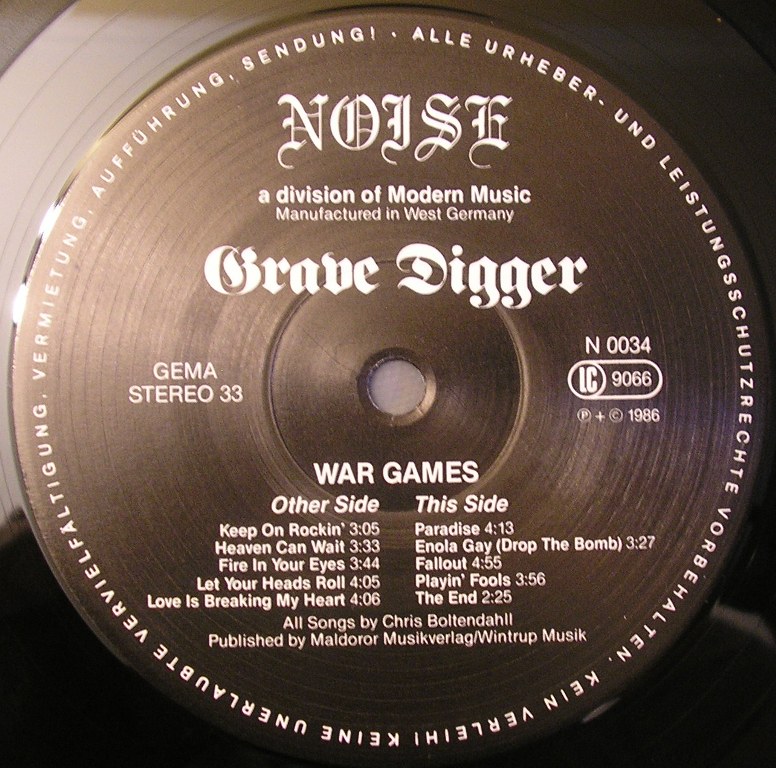 ALLE URHEBER- UND LEISTUNGSSCHUTZRECHTE VORBEHALTEN. KEIN VERLEIH! KEINE UNERLAUBTE VERVIELFÄLTIGUNG, VERMIETUNG, AUFFÜHRUNG, SENDUNG! ·
NOISE
a division of Modern Music
Manufactured in West Germany
Grave Digger
N 0034
GEMA
STEREO 33
LC 9066
℗ + © 1986
WAR GAMES
Other Side This Side
Keep On Rockin' 3:05 Paradise 4:13
Heaven Can Wait 3:33 Enola Gay (Drop The Bomb) 3:27
Fire In Your Eyes 3:44 Fallout 4:55
Let Your Heads Roll 4:05 Playin' Fools 3:56
Love Is Breaking My Heart 4:06 The End 2:25
All Songs by Chris Boltendahll
Published by Maldoror Musikverlag/Wintrup Musik